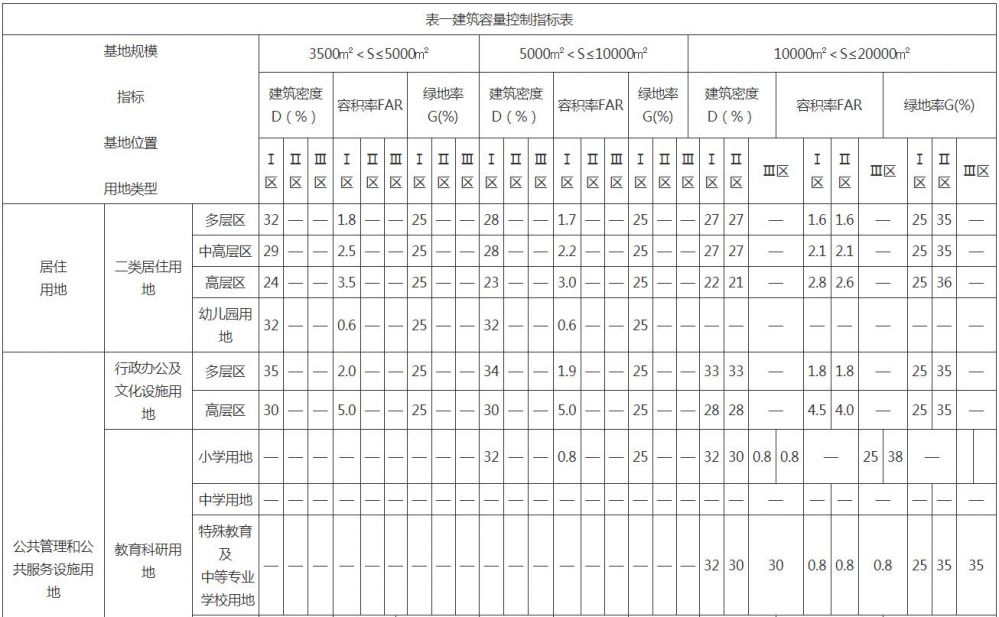 表一建筑容量控制指标表
基地规模
指标
基地位置
用地类型
3500㎡＜S≤5000㎡ 5000㎡＜S≤10000㎡ 10000㎡＜S≤20000㎡
建筑密度D（%） 容积率FAR 绿地率G(%) 建筑密度D（%） 容积率FAR 绿地率G(%) 建筑密度D（%） 容积率FAR 绿地率G(%)
Ⅰ区 Ⅱ区 Ⅲ区 Ⅰ区 Ⅱ区 Ⅲ区 Ⅰ区 Ⅱ区 Ⅲ区 Ⅰ区 Ⅱ区 Ⅲ区 Ⅰ区 Ⅱ区 Ⅲ区 Ⅰ区 Ⅱ区 Ⅲ区 Ⅰ区 Ⅱ区 Ⅲ区 Ⅰ区 Ⅱ区 Ⅲ区 Ⅰ区 Ⅱ区 Ⅲ区
居住用地 二类居住用地 多层区 32 — — 1.8 — — 25 — — 28 — — 1.7 — — 25 — — 27 27 — 1.6 1.6 — 25 35 —
中高层区 29 — — 2.5 — — 25 — — 28 — — 2.2 — — 25 — — 27 27 — 2.1 2.1 — 25 35 —
高层区 24 — — 3.5 — — 25 — — 23 — — 3.0 — — 25 — — 22 21 — 2.8 2.6 — 25 36 —
幼儿园用地 32 — — 0.6 — — 25 — — 32 — — 0.6 — — 25 — — — — — — — — — — —
公共管理和公共服务设施用地 行政办公及文化设施用地 多层区 35 — — 2.0 — — 25 — — 34 — — 1.9 — — 25 — — 33 33 — 1.8 1.8 — 25 35 —
高层区 30 — — 5.0 — — 25 — — 30 — — 5.0 — — 25 — — 28 28 — 4.5 4.0 — 25 35 —
教育科研用地 小学用地 — — — — — — — — — 32 — — 0.8 — — 25 — — 32 30 0.8 0.8 — 25 38 —
中学用地 — — — — — — — — — — — — — — — — — — — — — — — — — — —
特殊教育及中等专业学校用地 — — — — — — — — — — — — — — — — — — 32 30 30 0.8 0.8 0.8 25 35 35